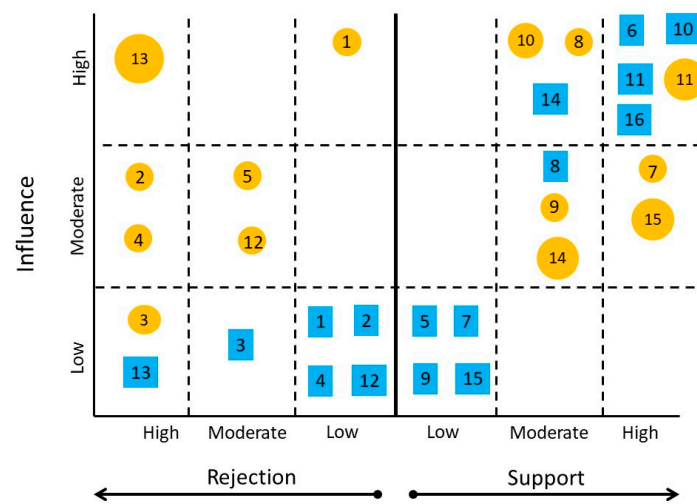 6 10
10 8
1
13
11 11
14
16
High
8
7
2 5
9
15
4 12
14
Moderate
Influence
3
1 2 5 7
3
13
4 12 9 15
Low
High Moderate Low Low Moderate High
Rejection Support